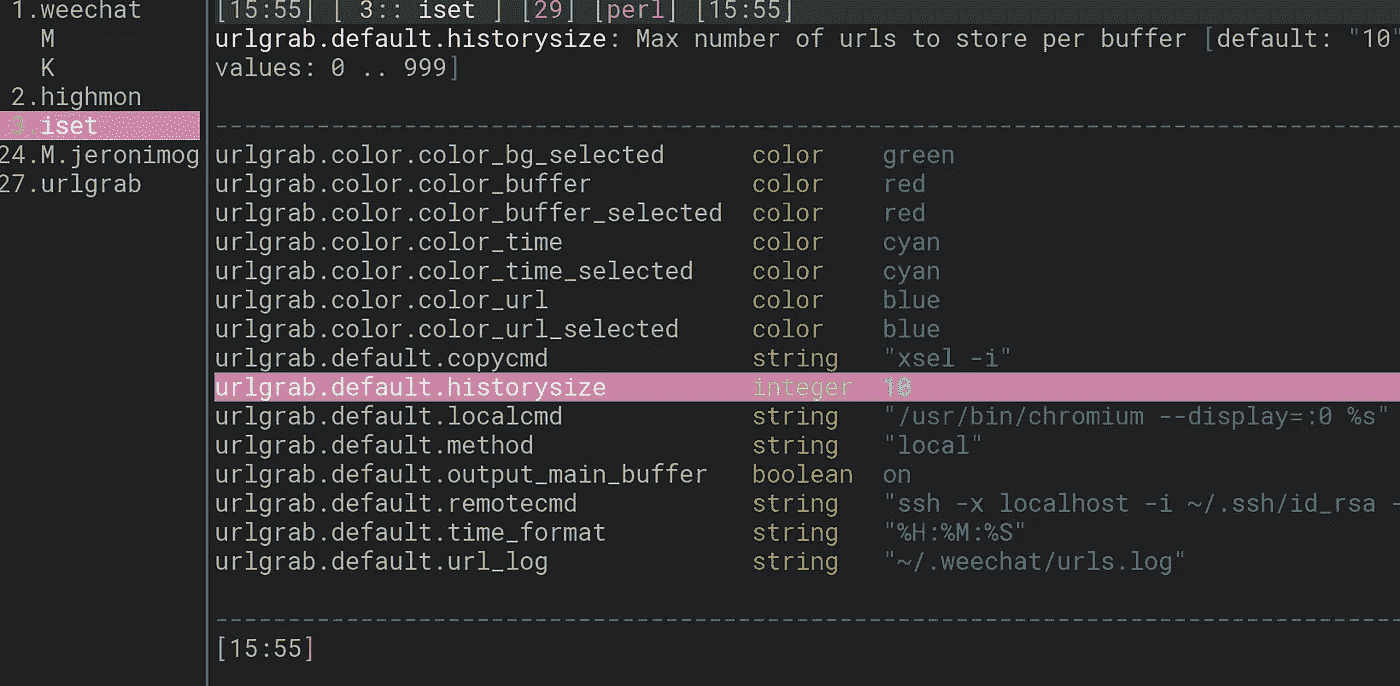 1.weechat
M
K
2.highmon
3 iset
24.M.jeronimog
27.urlgrab
[15:55] [ 3:: iset ] [29] [perl] [15:55]
urlgrab.default.historysize: Max number of urls to store per buffer [default: "10"
values: 0 .. 999]
urlgrab.color.color_bg_selected color green
urlgrab.color.color_buffer color red
urlgrab.color.color_buffer_selected color red
urlgrab.color.color_time color cyan
urlgrab.color.color_time_selected color cyan
urlgrab.color.color_url color blue
urlgrab.color.color_url_selected color blue
urlgrab.default.copycmd string "xsel -i"
urlgrab.default.historysize integer 10
urlgrab.default.localcmd string "/usr/bin/chromium --display=:0 %s"
urlgrab.default.method string "local"
urlgrab.default.output_main_buffer boolean on
urlgrab.default.remotecmd string "ssh -x localhost -i ~/.ssh/id_rsa -
urlgrab.default.time_format string "%H:%M:%S"
urlgrab.default.url_log string "~/.weechat/urls.log"
[15:55]